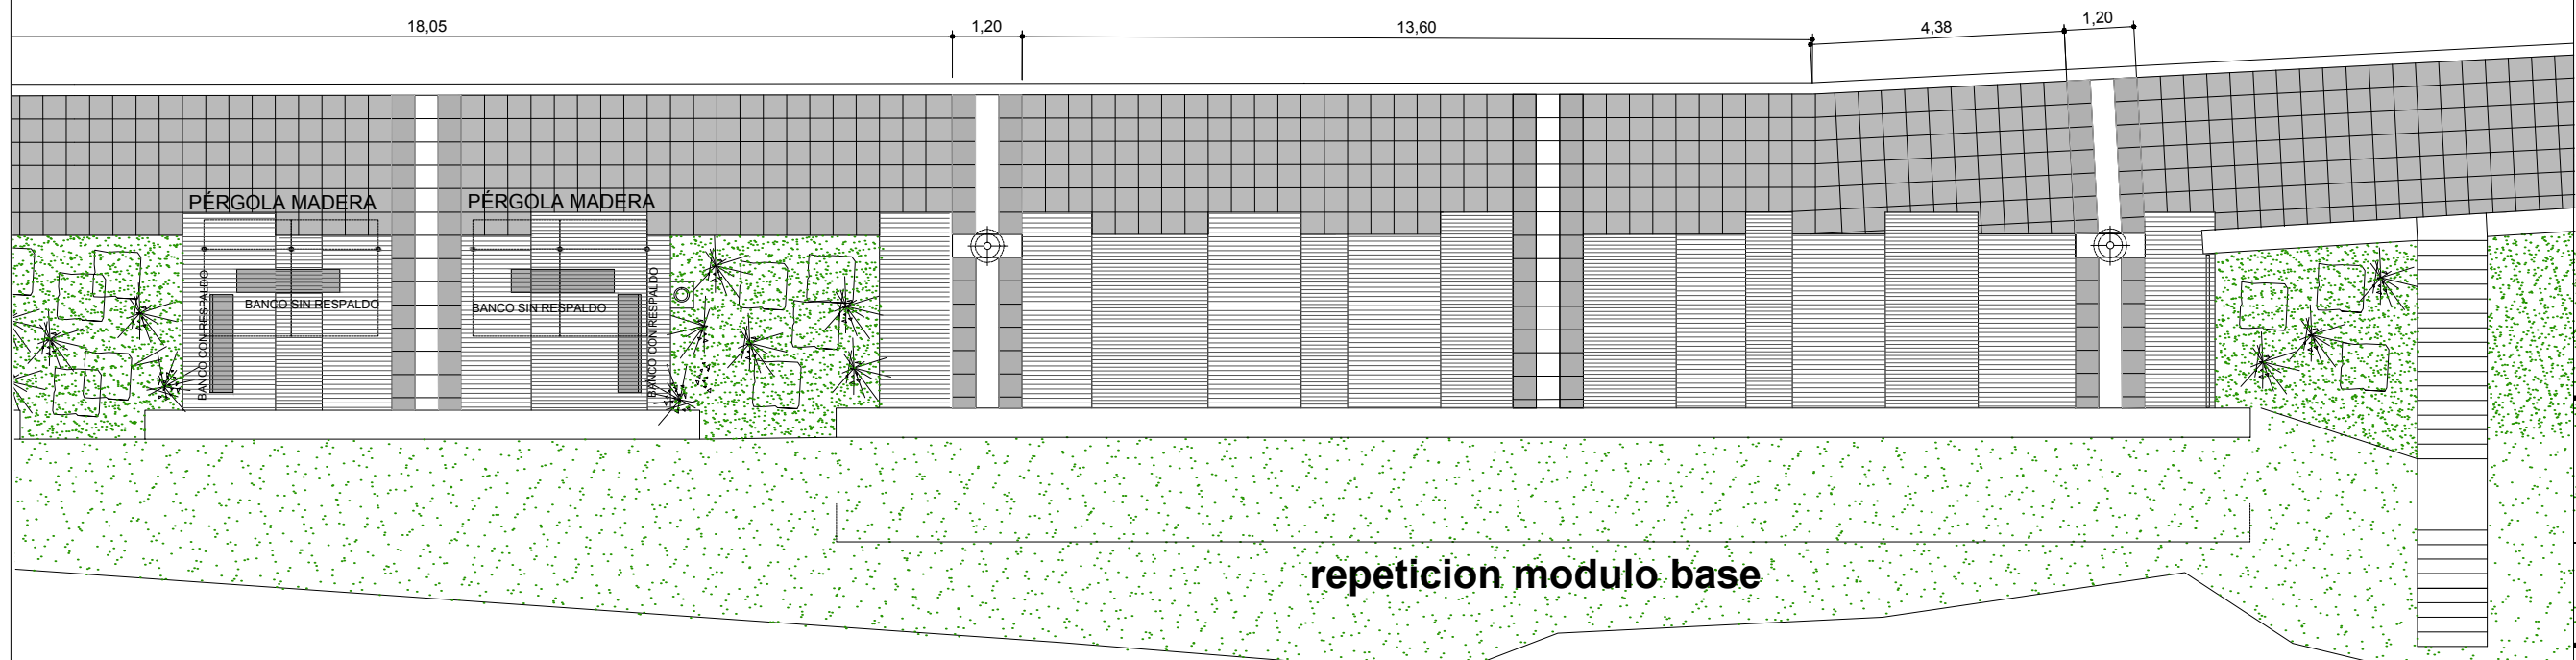 18,05
1,20
13,60
4,38
1,20
PÉRGOLA MADERA
PÉRGOLA MADERA
BANCO CON RESPALDO
BANCO SIN RESPALDO
BANCO SIN RESPALDO
BANCO CON RESPALDO
repeticion modulo base